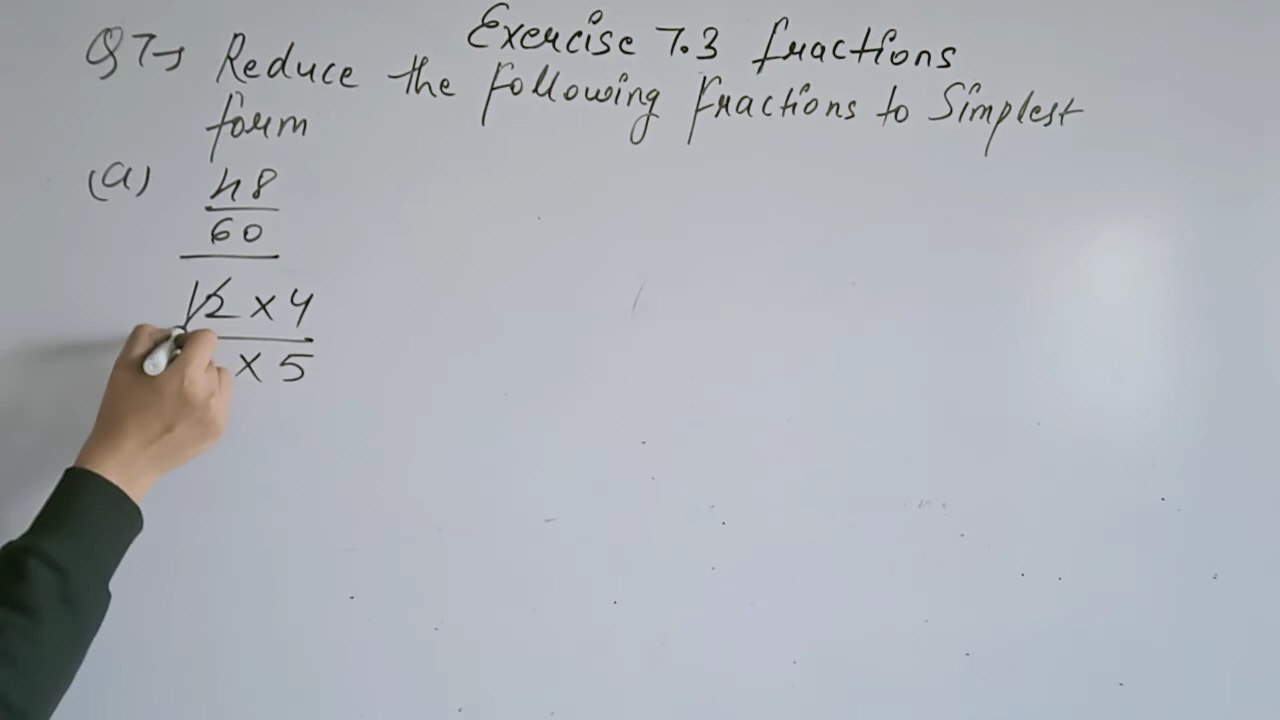 Exercise 7.3 fractions
Q7→ Reduce the following fractions to Simplest
form
(a) 48
60
12 × 4
× 5